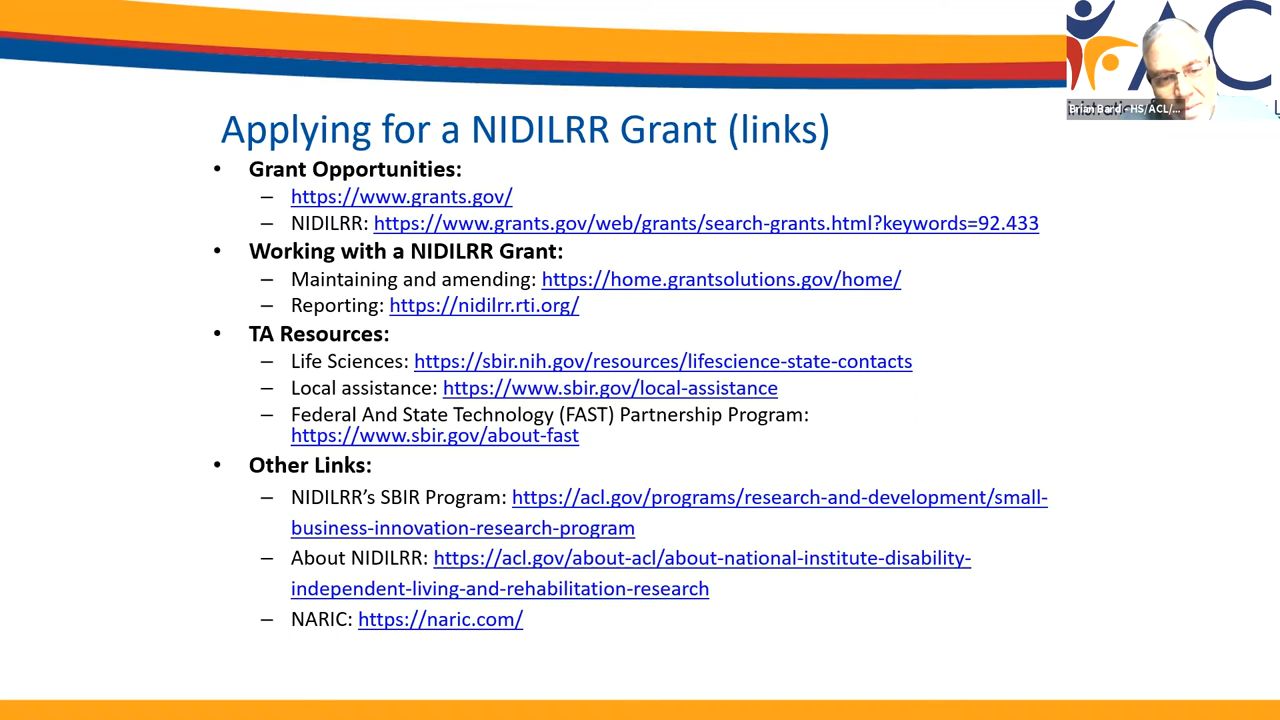 AC
Brian Bard - HS/ACL/...
Applying for a NIDILRR Grant (links)
• Grant Opportunities:
– https://www.grants.gov/
– NIDILRR: https://www.grants.gov/web/grants/search-grants.html?keywords=92.433
• Working with a NIDILRR Grant:
– Maintaining and amending: https://home.grantsolutions.gov/home/
– Reporting: https://nidilrr.rti.org/
• TA Resources:
– Life Sciences: https://sbir.nih.gov/resources/lifescience-state-contacts
– Local assistance: https://www.sbir.gov/local-assistance
– Federal And State Technology (FAST) Partnership Program:
https://www.sbir.gov/about-fast
• Other Links:
– NIDILRR’s SBIR Program: https://acl.gov/programs/research-and-development/small-
business-innovation-research-program
– About NIDILRR: https://acl.gov/about-acl/about-national-institute-disability-
independent-living-and-rehabilitation-research
– NARIC: https://naric.com/